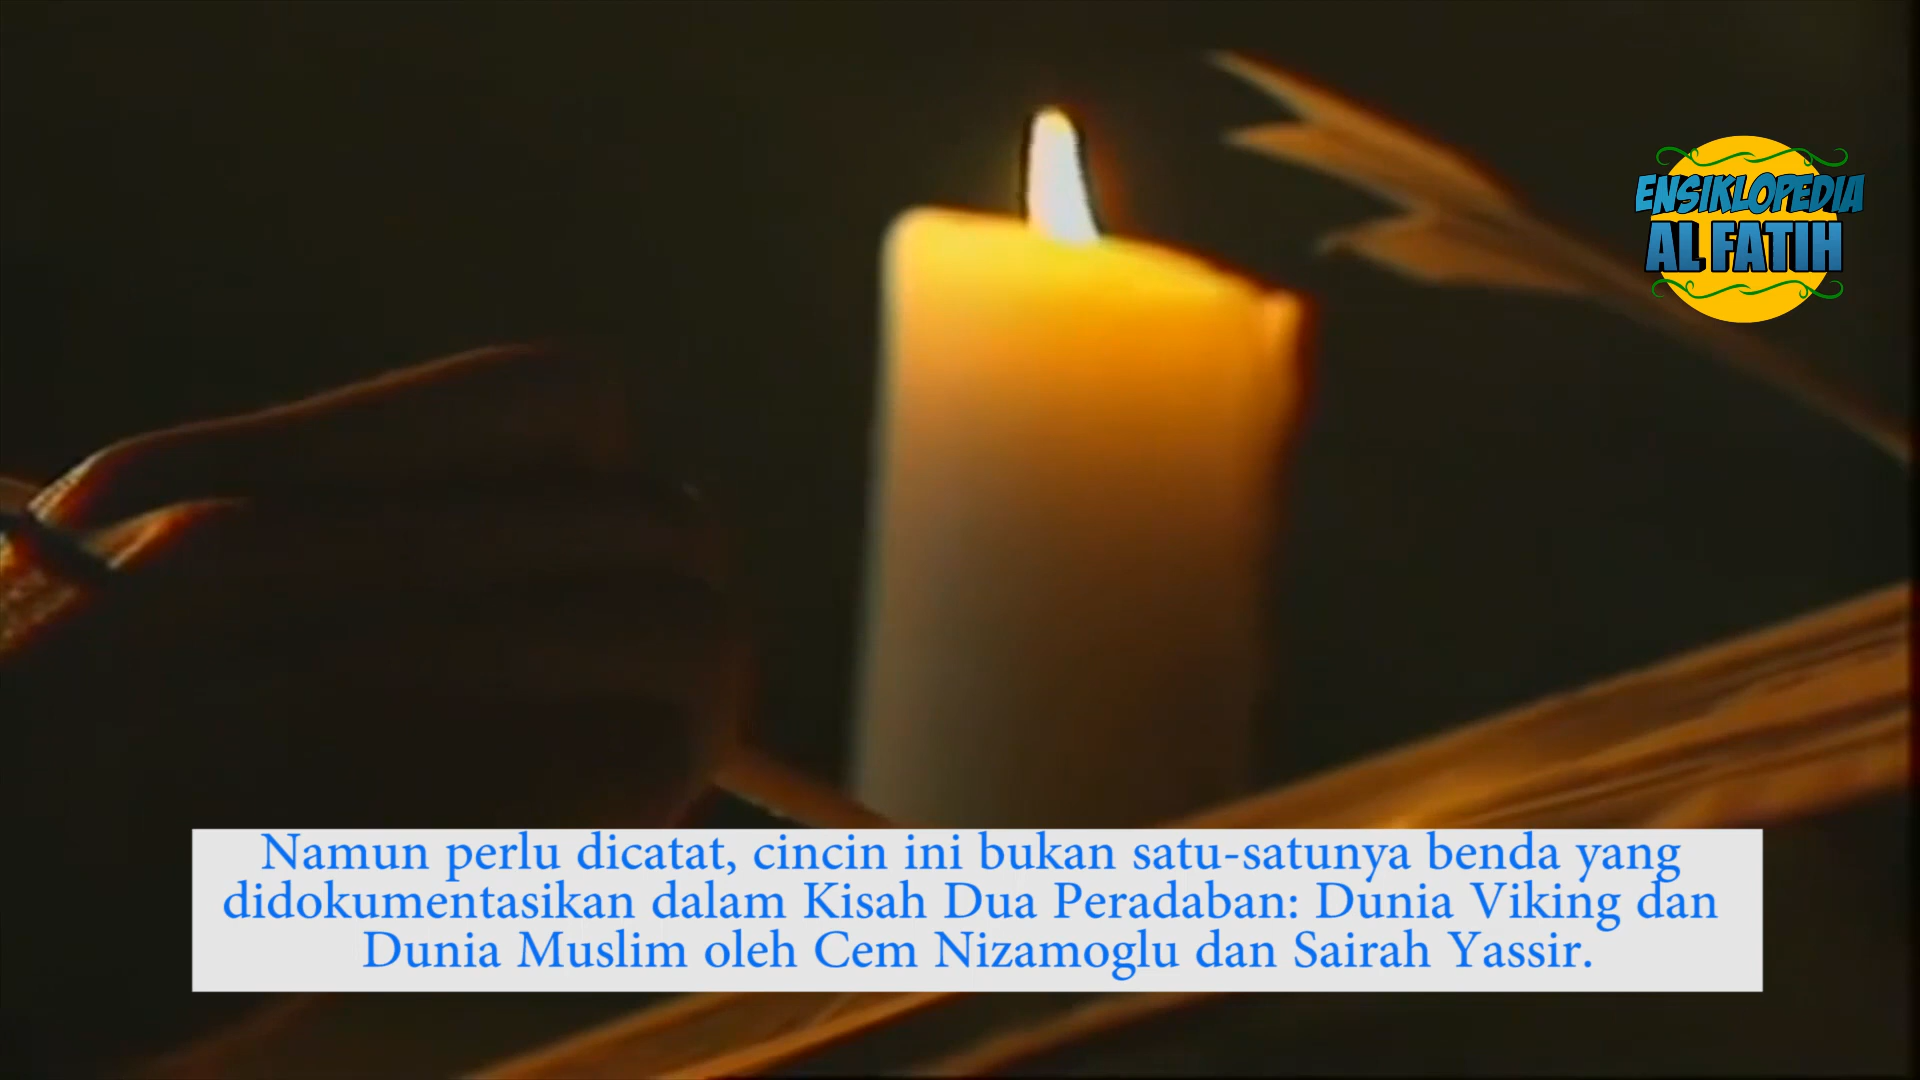 ENSIKLOPEDIA
AL FATIH
Namun perlu dicatat, cincin ini bukan satu-satunya benda yang
didokumentasikan dalam Kisah Dua Peradaban: Dunia Viking dan
Dunia Muslim oleh Cem Nizamoglu dan Sairah Yassir.